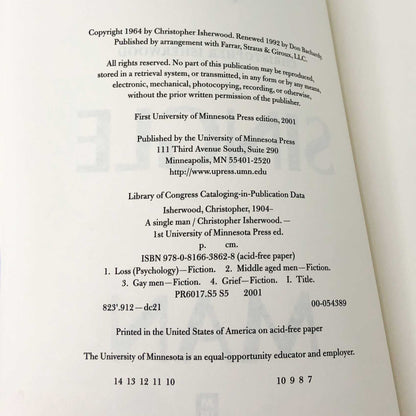 Copyright 1964 by Christopher Isherwood. Renewed 1992 by Don Bachardy.
Published by arrangement with Farrar, Straus & Giroux, LLC.
All rights reserved. No part of this publication may be reproduced,
stored in a retrieval system, or transmitted, in any form or by any means,
electronic, mechanical, photocopying, recording, or otherwise,
without the prior written permission of the publisher.
First University of Minnesota Press edition, 2001
Published by the University of Minnesota Press
111 Third Avenue South, Suite 290
Minneapolis, MN 55401-2520
http://www.upress.umn.edu
Library of Congress Cataloging-in-Publication Data
Isherwood, Christopher, 1904–
A single man / Christopher Isherwood. —
1st University of Minnesota Press ed.
p. cm.
ISBN 978-0-8166-3862-8 (acid-free paper)
1. Loss (Psychology)—Fiction. 2. Middle aged men—Fiction.
3. Gay men—Fiction. 4. Grief—Fiction. I. Title.
PR6017.S5 S5 2001
823'.912—dc21 00-054389
Printed in the United States of America on acid-free paper
The University of Minnesota is an equal-opportunity educator and employer.
14 13 12 11 10 10 9 8 7